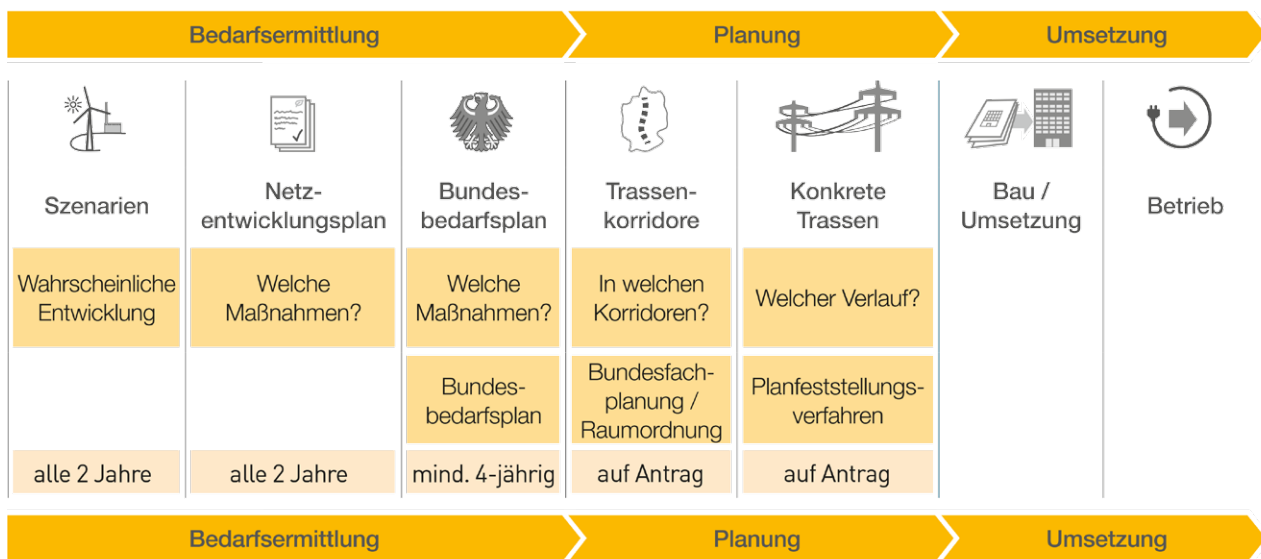 Bedarfsermittlung
Planung
Umsetzung
Szenarien
Netz-
entwicklungsplan
Bundes-
bedarfsplan
Trassen-
korridore
Konkrete
Trassen
Bau /
Umsetzung
Betrieb
Wahrscheinliche
Entwicklung
Welche
Maßnahmen?
Welche
Maßnahmen?
In welchen
Korridoren?
Welcher Verlauf?
Bundes-
bedarfsplan
Bundesfach-
planung /
Raumordnung
Planfeststellungs-
verfahren
alle 2 Jahre
alle 2 Jahre
mind. 4-jährig
auf Antrag
auf Antrag
Bedarfsermittlung
Planung
Umsetzung